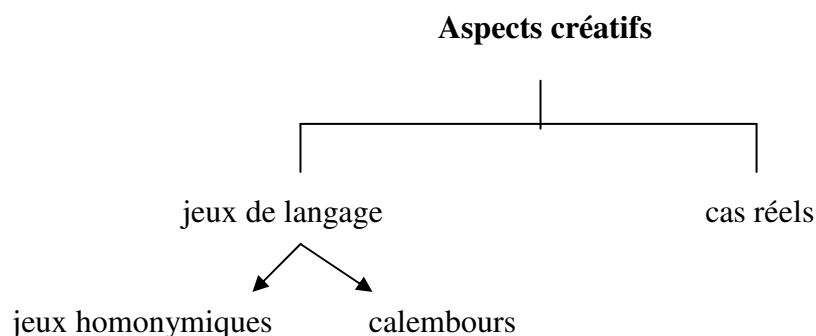 Aspects créatifs
jeux de langage cas réels
jeux homonymiques calembours